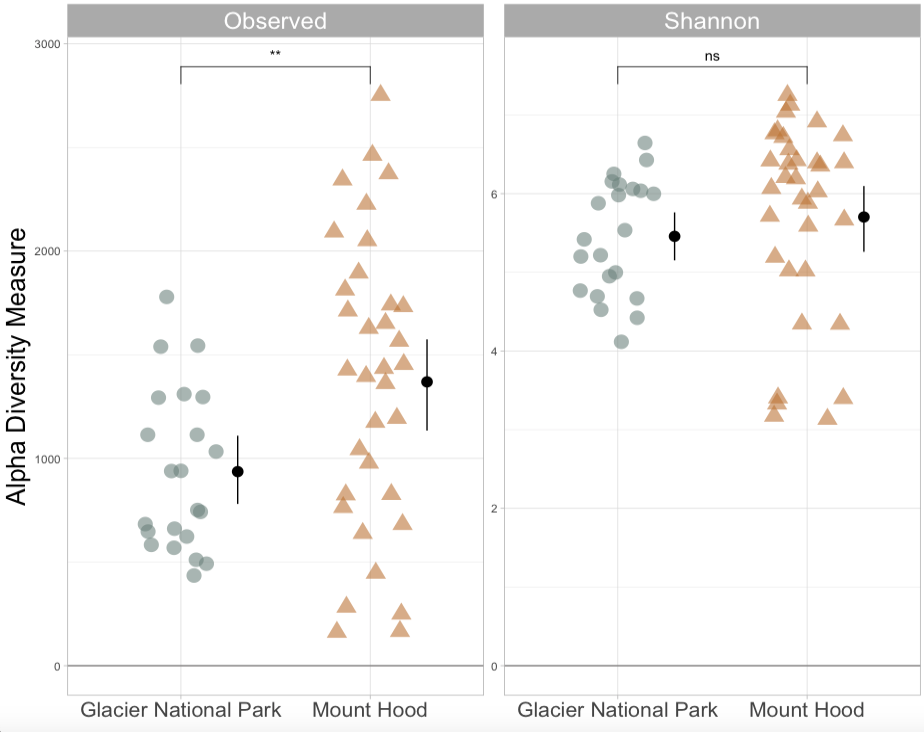 Observed
Shannon
Alpha Diversity Measure
3000
2000
1000
0
**
Glacier National Park
Mount Hood
6
4
2
0
ns
Glacier National Park
Mount Hood